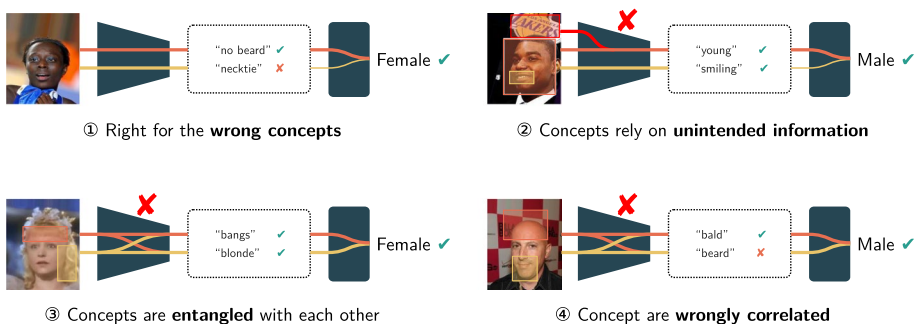 "no beard" ✔
"necktie" ✘
Female ✔
① Right for the wrong concepts
LAKERS
"young" ✔
"smiling" ✔
Male ✔
② Concepts rely on unintended information
"bangs" ✔
"blonde" ✔
Female ✔
③ Concepts are entangled with each other
"bald" ✔
"beard" ✘
Male ✔
④ Concept are wrongly correlated